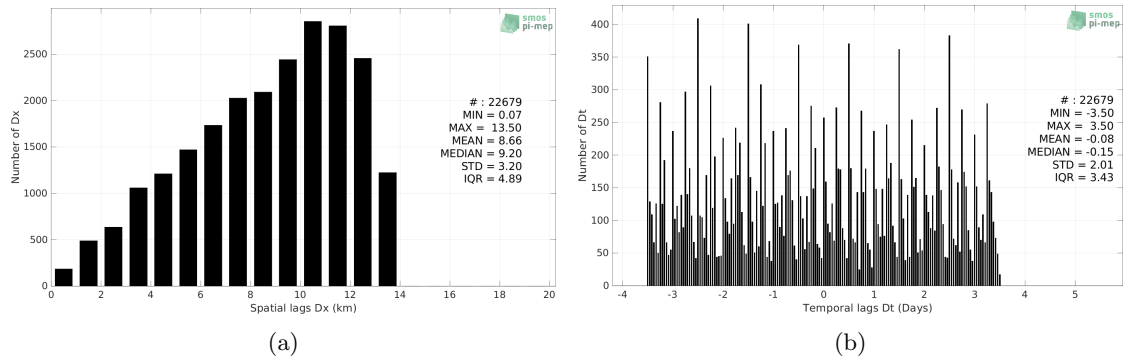 smos
pi-mep
# : 22679
MIN = 0.07
MAX = 13.50
MEAN = 8.66
MEDIAN = 9.20
STD = 3.20
IQR = 4.89
Number of Dx
2500
2000
1500
1000
500
0
0 2 4 6 8 10 12 14 16 18 20
Spatial lags Dx (km)
(a)
smos
pi-mep
# : 22679
MIN = -3.50
MAX = 3.50
MEAN = -0.08
MEDIAN = -0.15
STD = 2.01
IQR = 3.43
Number of Dt
400
350
300
250
200
150
100
50
0
-4 -3 -2 -1 0 1 2 3 4 5
Temporal lags Dt (Days)
(b)